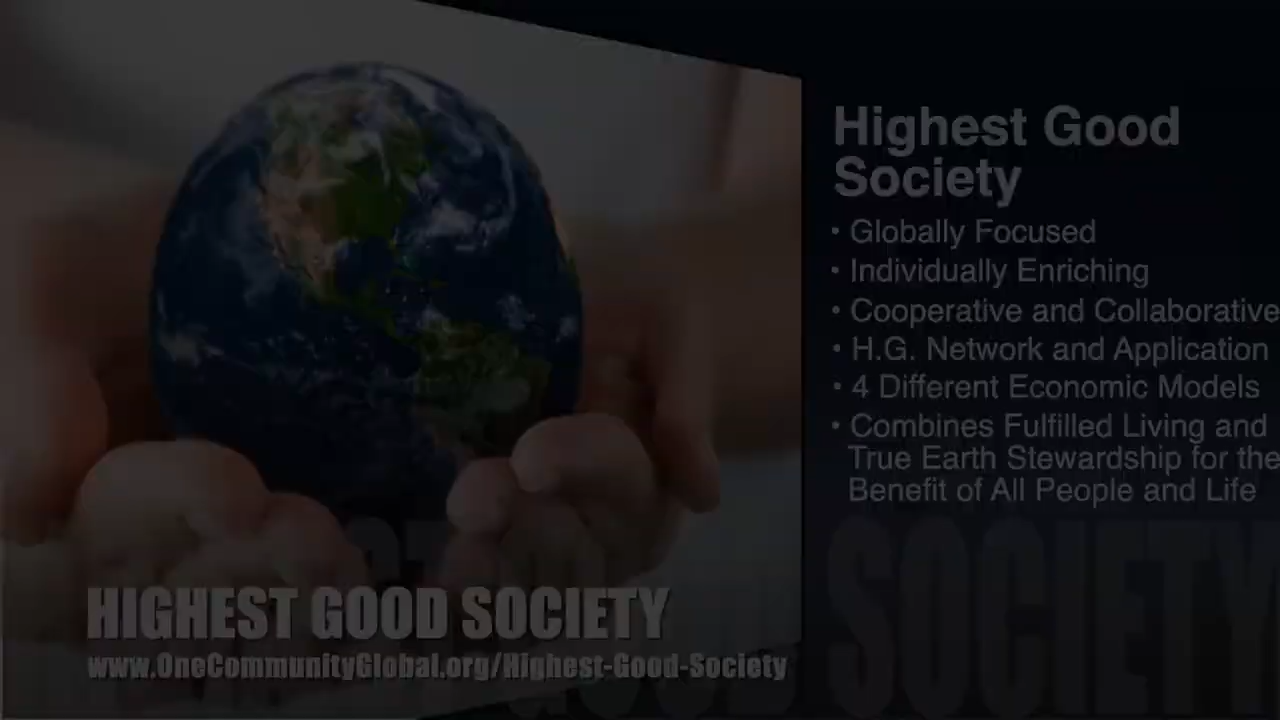 Highest Good
Society
• Globally Focused
• Individually Enriching
• Cooperative and Collaborative
• H.G. Network and Application
• 4 Different Economic Models
• Combines Fulfilled Living and
True Earth Stewardship for the
Benefit of All People and Life
HIGHEST GOOD SOCIETY
www.OneCommunityGlobal.org/Highest-Good-Society
SOCIETY